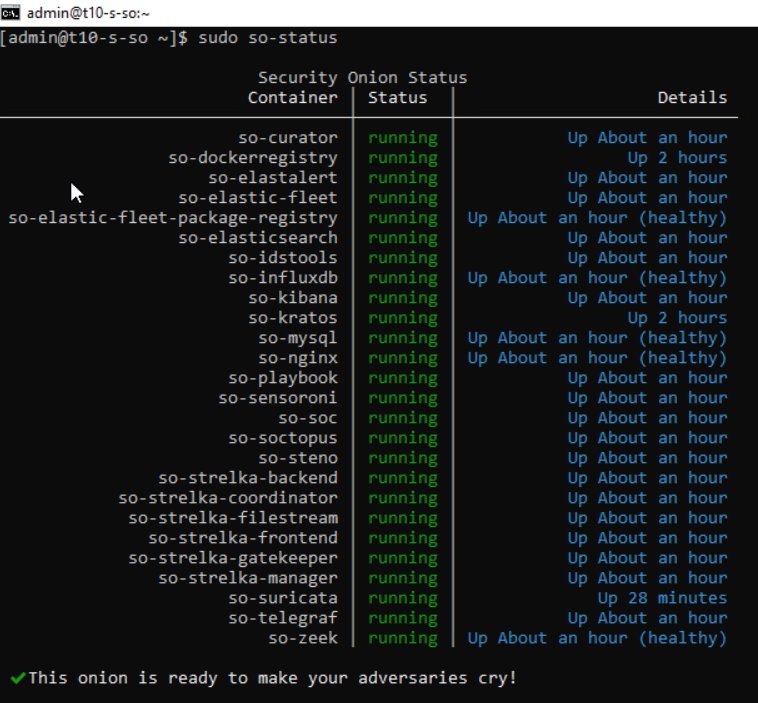 admin@t10-s-so:~
[admin@t10-s-so ~]$ sudo so-status
Security Onion Status
Container | Status | Details
so-curator | running | Up About an hour
so-dockerregistry | running | Up 2 hours
so-elastalert | running | Up About an hour
so-elastic-fleet | running | Up About an hour
so-elastic-fleet-package-registry | running | Up About an hour (healthy)
so-elasticsearch | running | Up About an hour
so-idstools | running | Up About an hour
so-influxdb | running | Up About an hour (healthy)
so-kibana | running | Up About an hour
so-kratos | running | Up 2 hours
so-mysql | running | Up About an hour (healthy)
so-nginx | running | Up About an hour (healthy)
so-playbook | running | Up About an hour
so-sensoroni | running | Up About an hour
so-soc | running | Up About an hour
so-soctopus | running | Up About an hour
so-steno | running | Up About an hour
so-strelka-backend | running | Up About an hour
so-strelka-coordinator | running | Up About an hour
so-strelka-filestream | running | Up About an hour
so-strelka-frontend | running | Up About an hour
so-strelka-gatekeeper | running | Up About an hour
so-strelka-manager | running | Up About an hour
so-suricata | running | Up 28 minutes
so-telegraf | running | Up About an hour
so-zeek | running | Up About an hour (healthy)
✔This onion is ready to make your adversaries cry!